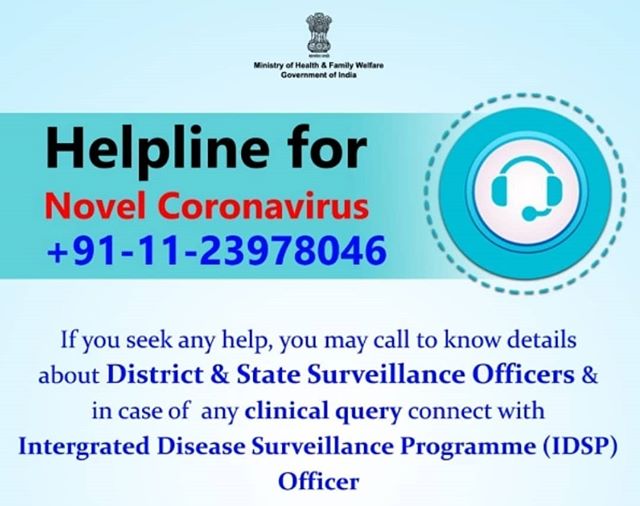 Ministry of Health & Family Welfare
Government of India
Helpline for
Novel Coronavirus
+91-11-23978046
If you seek any help, you may call to know details
about District & State Surveillance Officers &
in case of any clinical query connect with
Intergrated Disease Surveillance Programme (IDSP)
Officer